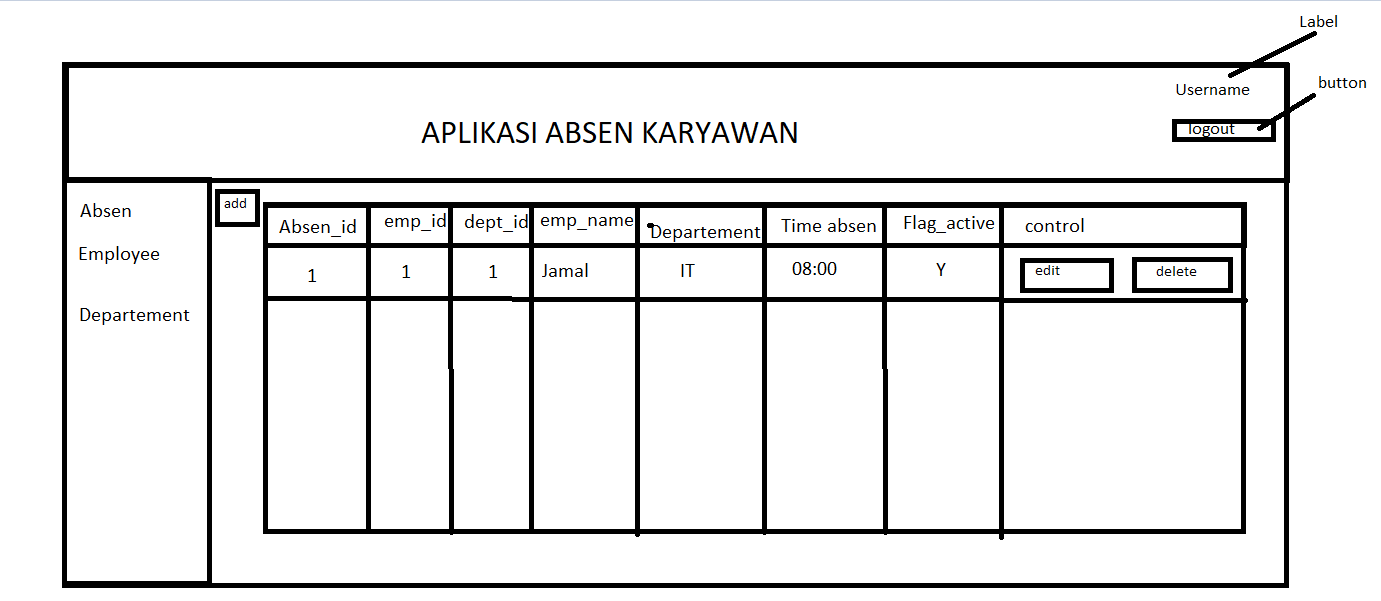 Label
Username
button
APLIKASI ABSEN KARYAWAN
logout
Absen
Employee
Departement
add
Absen_id emp_id dept_id emp_name Departement Time absen Flag_active control
1 1 1 Jamal IT 08:00 Y edit delete